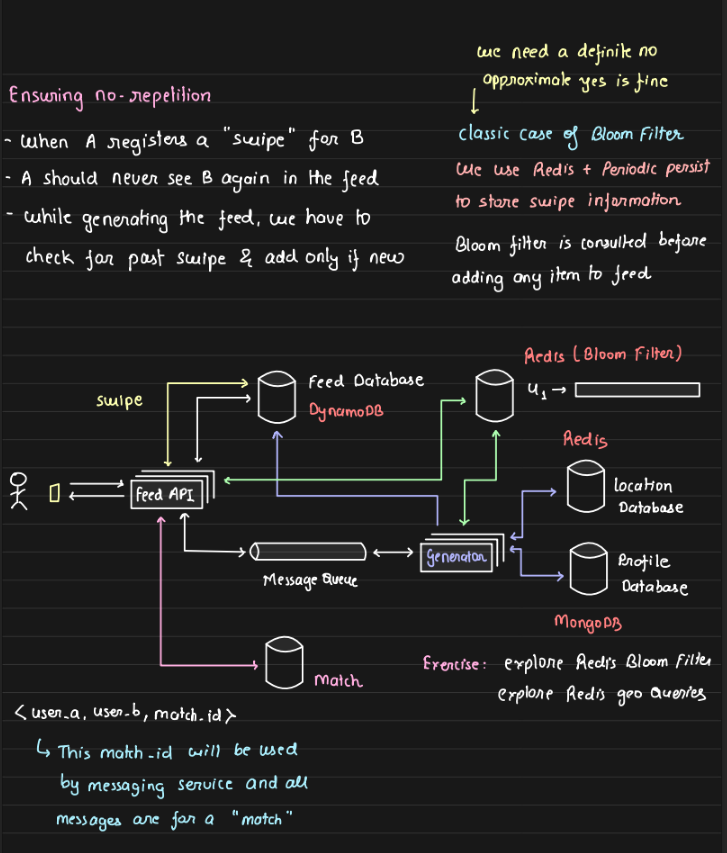 Ensuring no-repetition
- When A registers a "swipe" for B
- A should never see B again in the feed
- while generating the feed, we have to
check for past swipe & add only if new
we need a definite no
approximate yes is fine
classic case of Bloom Filter
we use Redis + Periodic persist
to store swipe information
Bloom filter is consulted before
adding any item to feed
swipe
Feed Database
DynamoDB
Redis (Bloom Filter)
u₁ →
Redis
Location
Database
Feed API
Message Queue
Generator
Profile
Database
MongoDB
Match
Exercise: explore Redis Bloom Filter
explore Redis geo Queries
<user_a, user_b, match_id>
↳ This match_id will be used
by messaging service and all
messages are for a "match"